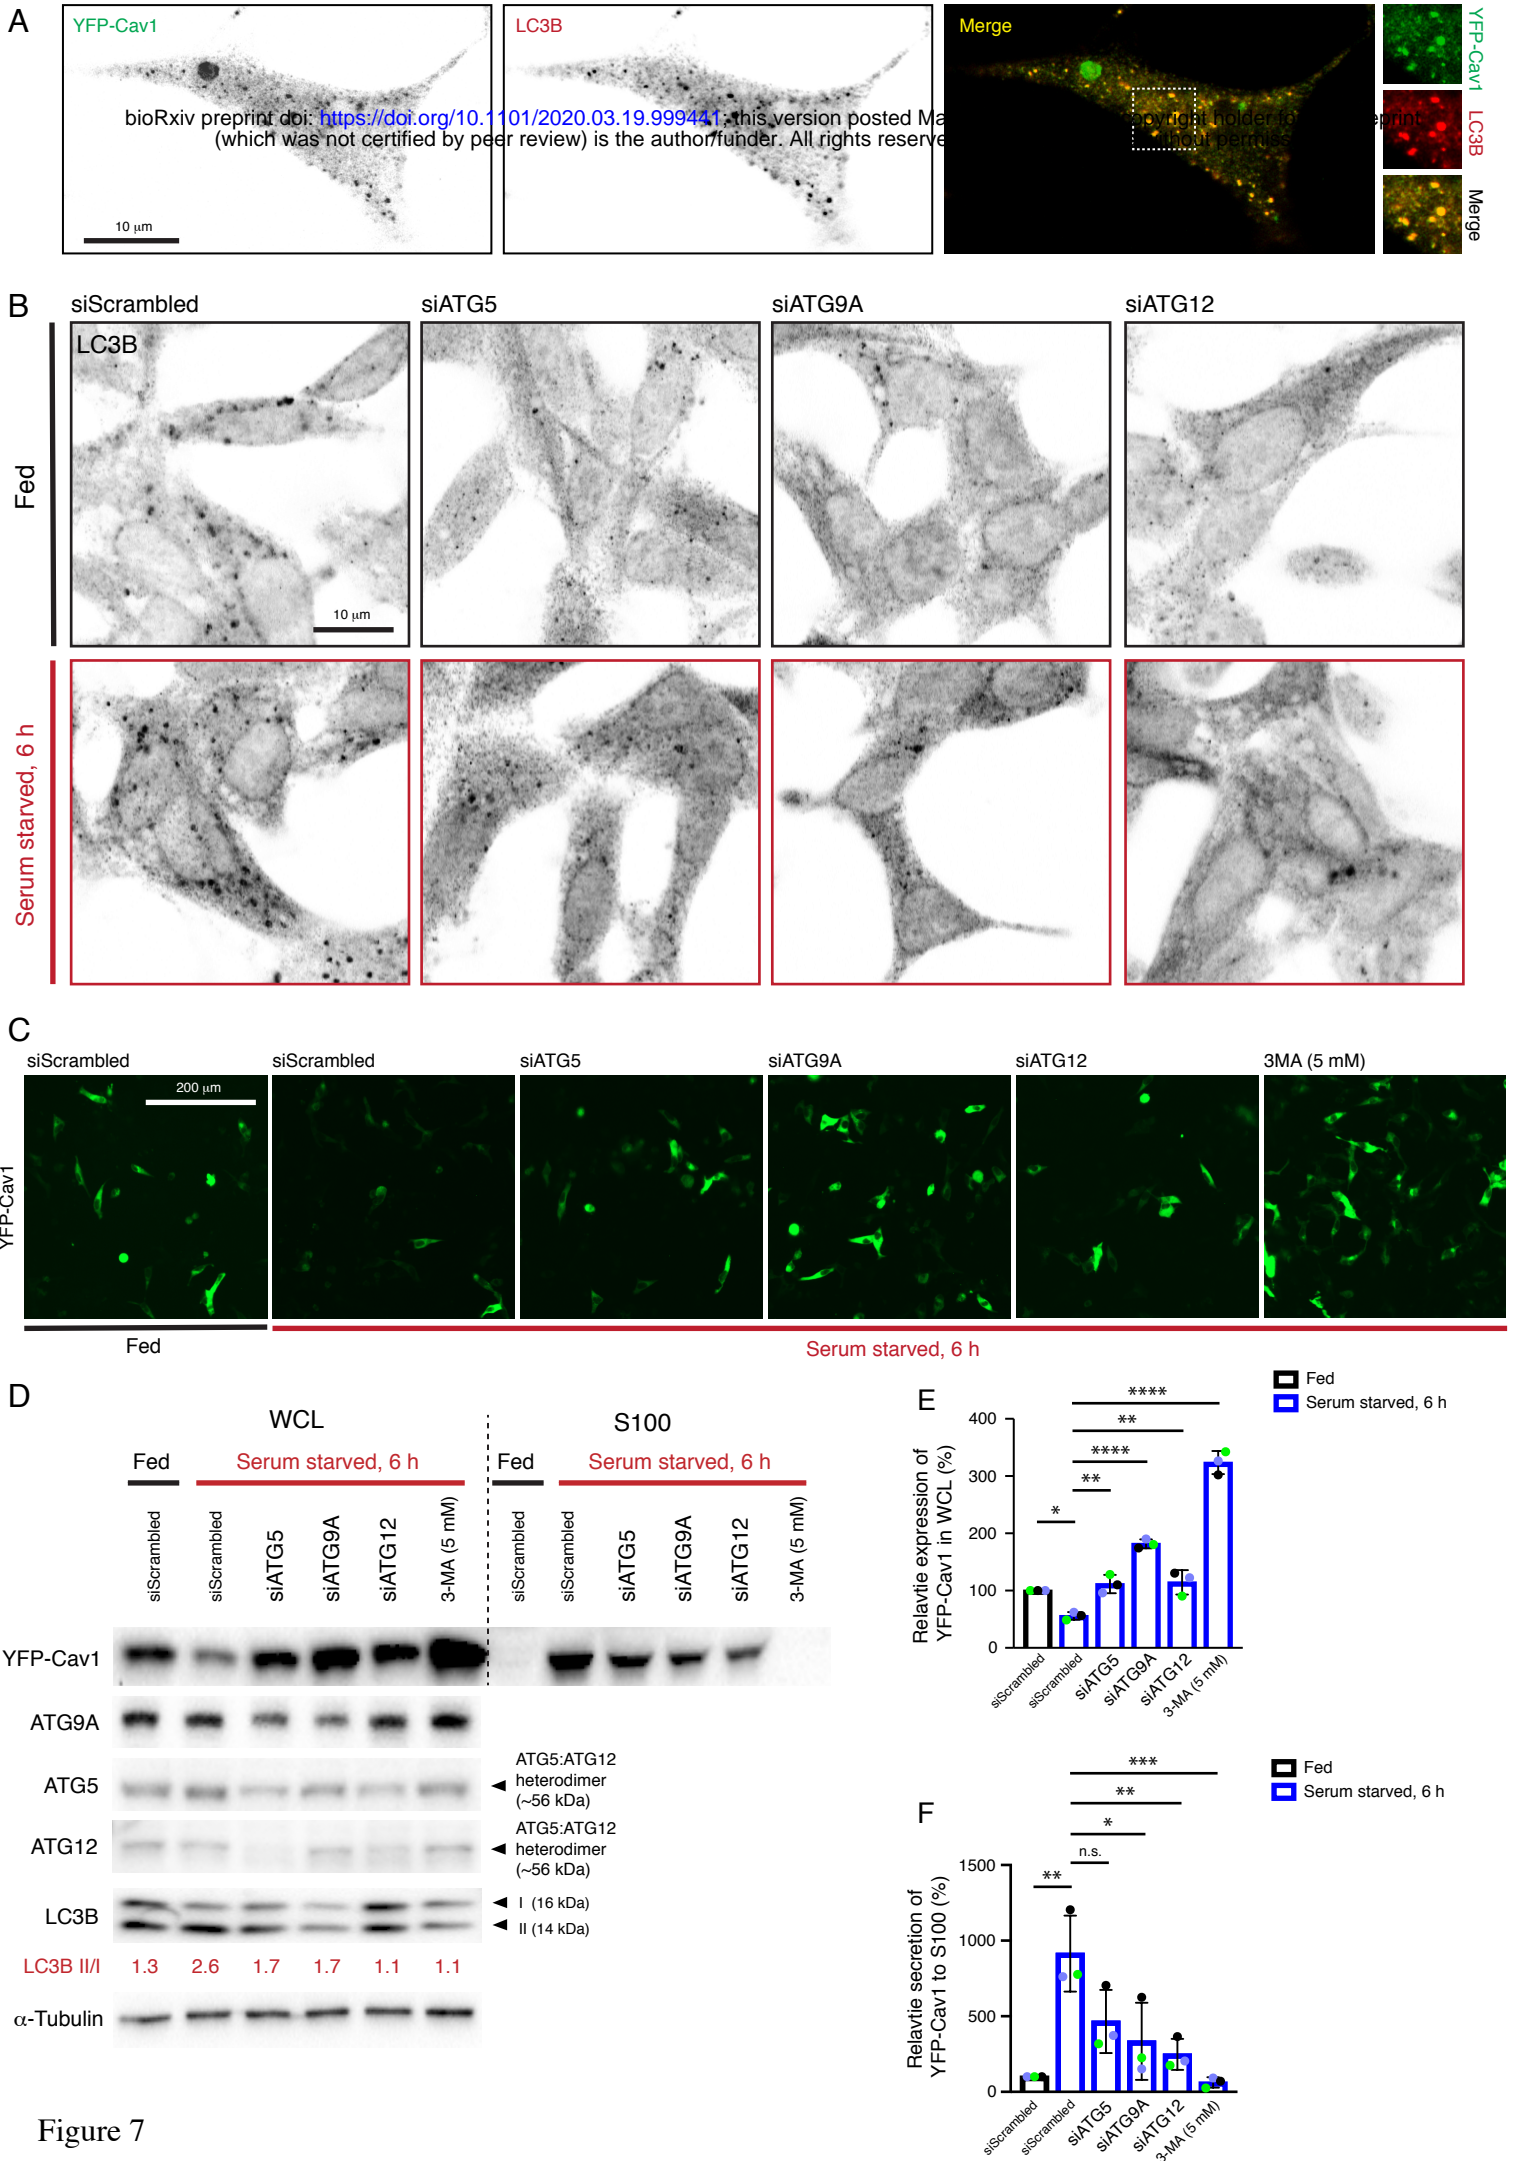 A
YFP-Cav1
LC3B
Merge
YFP-Cav1
LC3B
Merge
bioRxiv preprint doi: https://doi.org/10.1101/2020.03.19.999441; this version posted Ma copyright holder fo eprint
(which was not certified by peer review) is the author/funder. All rights reserve thout permiss
10 μm
B
siScrambled
siATG5
siATG9A
siATG12
LC3B
Fed
10 μm
Serum starved, 6 h
C
siScrambled
siScrambled
siATG5
siATG9A
siATG12
3MA (5 mM)
200 μm
YFP-Cav1
Fed
Serum starved, 6 h
D
WCL
S100
Fed
Serum starved, 6 h
Fed
Serum starved, 6 h
siScrambled
siScrambled
siATG5
siATG9A
siATG12
3-MA (5 mM)
siScrambled
siScrambled
siATG5
siATG9A
siATG12
3-MA (5 mM)
YFP-Cav1
ATG9A
ATG5
ATG5:ATG12
heterodimer
(~56 kDa)
ATG12
ATG5:ATG12
heterodimer
(~56 kDa)
LC3B
I (16 kDa)
II (14 kDa)
LC3B II/I 1.3 2.6 1.7 1.7 1.1 1.1
α-Tubulin
E
Fed
Serum starved, 6 h
Relavtie expression of
YFP-Cav1 in WCL (%)
400
300
200
100
0
****
**
****
**
*
siScrambled
siScrambled
siATG5
siATG9A
siATG12
3-MA (5 mM)
F
Fed
Serum starved, 6 h
Relavtie secretion of
YFP-Cav1 to S100 (%)
1500
1000
500
0
***
**
*
n.s.
**
siScrambled
siScrambled
siATG5
siATG9A
siATG12
3-MA (5 mM)
Figure 7